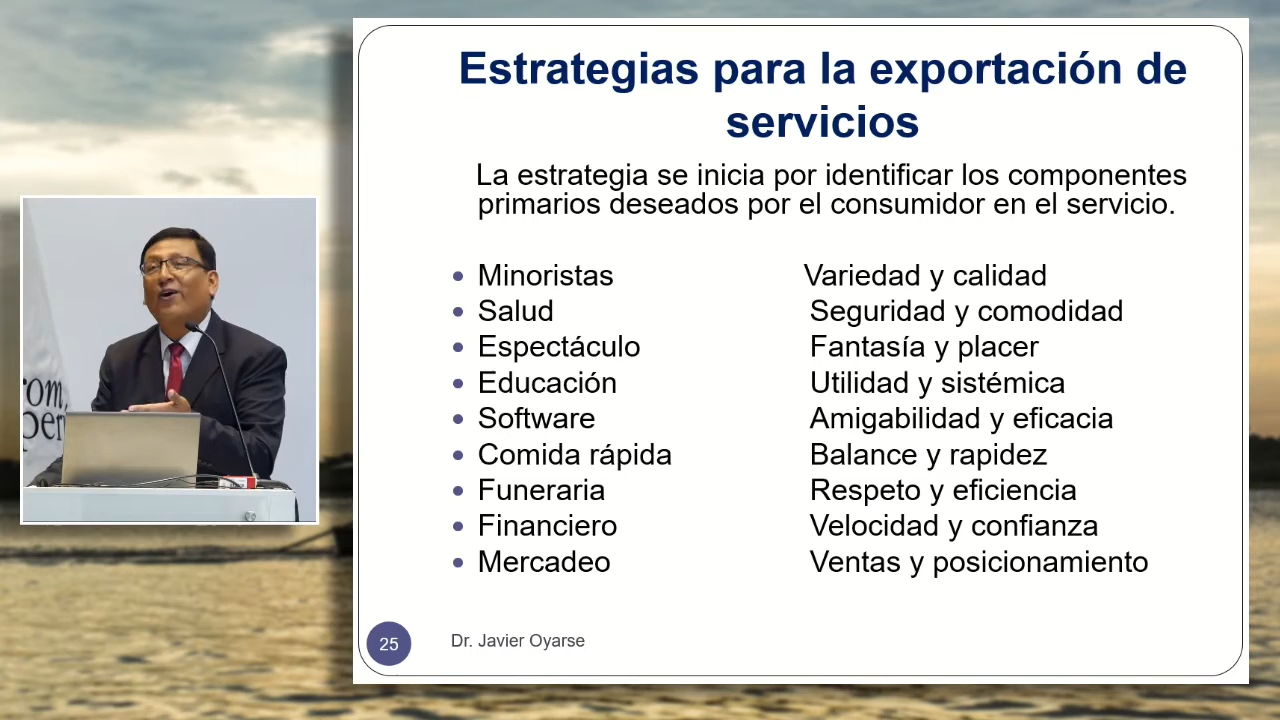 Estrategias para la exportación de
servicios
La estrategia se inicia por identificar los componentes
primarios deseados por el consumidor en el servicio.
• Minoristas Variedad y calidad
• Salud Seguridad y comodidad
• Espectáculo Fantasía y placer
• Educación Utilidad y sistémica
• Software Amigabilidad y eficacia
• Comida rápida Balance y rapidez
• Funeraria Respeto y eficiencia
• Financiero Velocidad y confianza
• Mercadeo Ventas y posicionamiento
25 Dr. Javier Oyarse